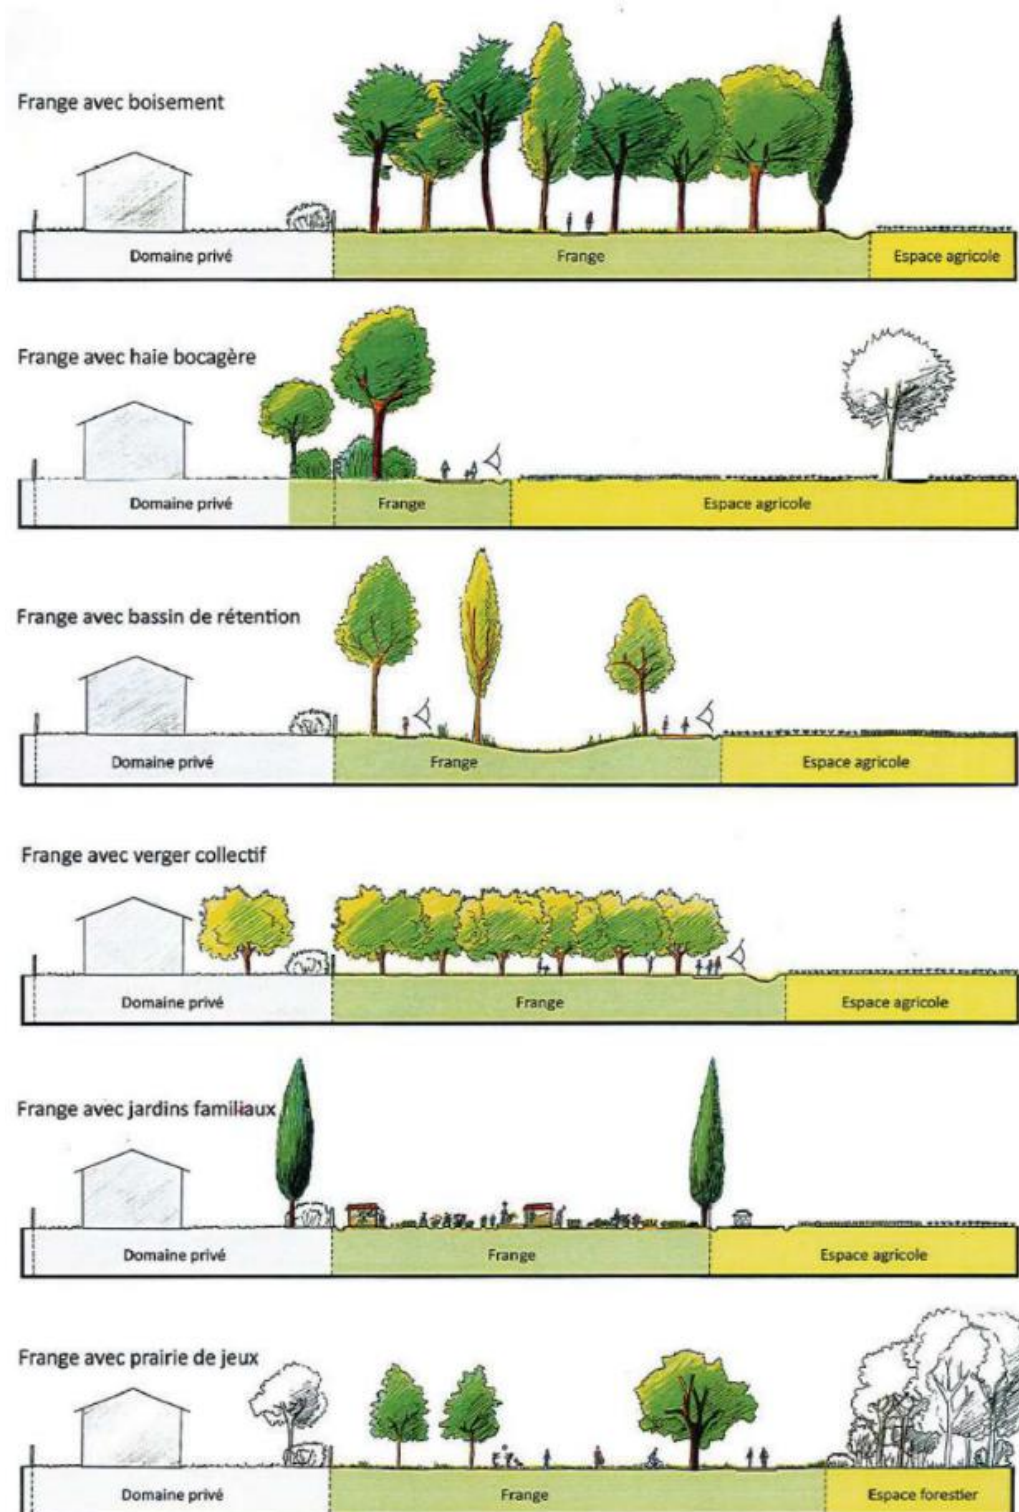 Frange avec boisement
Domaine privé
Frange
Espace agricole
Frange avec haie bocagère
Domaine privé
Frange
Espace agricole
Frange avec bassin de rétention
Domaine privé
Frange
Espace agricole
Frange avec verger collectif
Domaine privé
Frange
Espace agricole
Frange avec jardins familiaux
Domaine privé
Frange
Espace agricole
Frange avec prairie de jeux
Domaine privé
Frange
Espace forestier